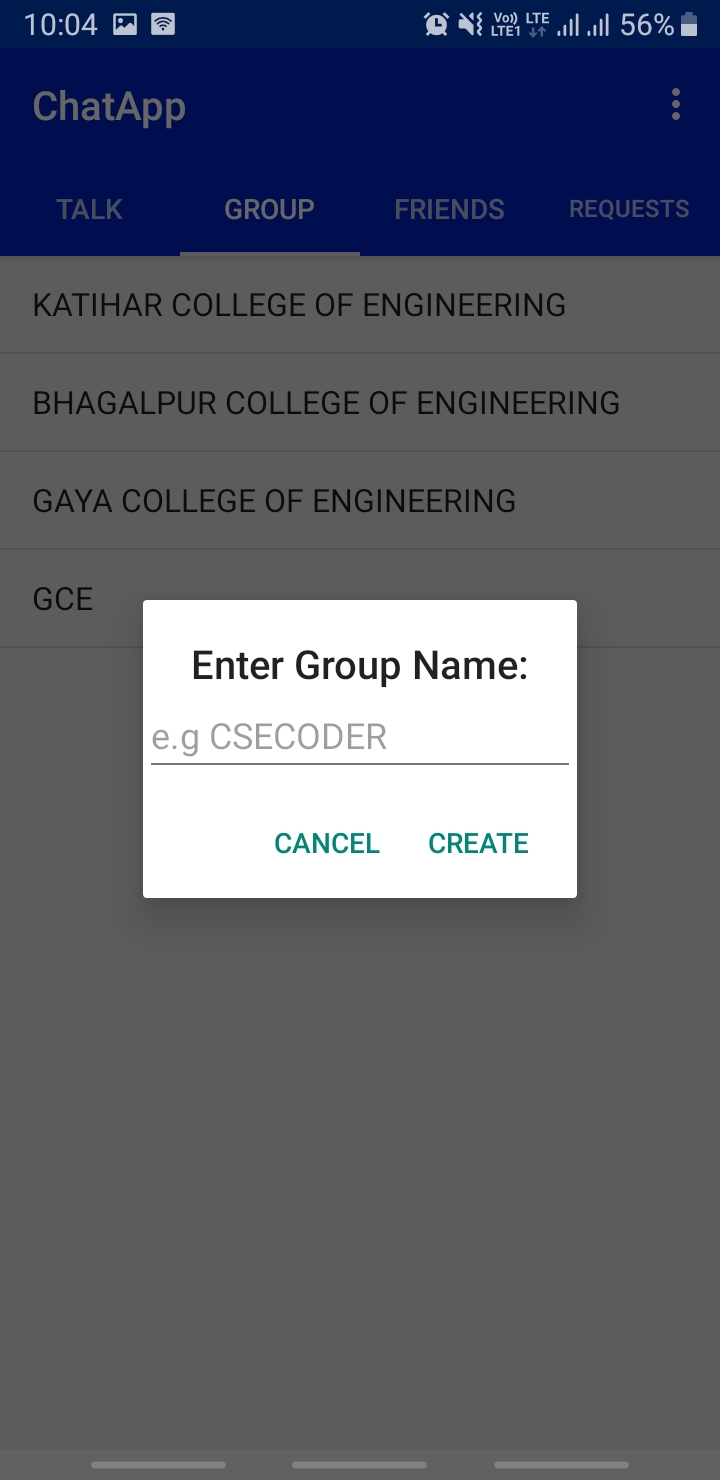 10:04 Vo)) LTE1 LTE 56%
ChatApp
TALK GROUP FRIENDS REQUESTS
KATIHAR COLLEGE OF ENGINEERING
BHAGALPUR COLLEGE OF ENGINEERING
GAYA COLLEGE OF ENGINEERING
GCE
Enter Group Name:
e.g CSECODER
CANCEL CREATE